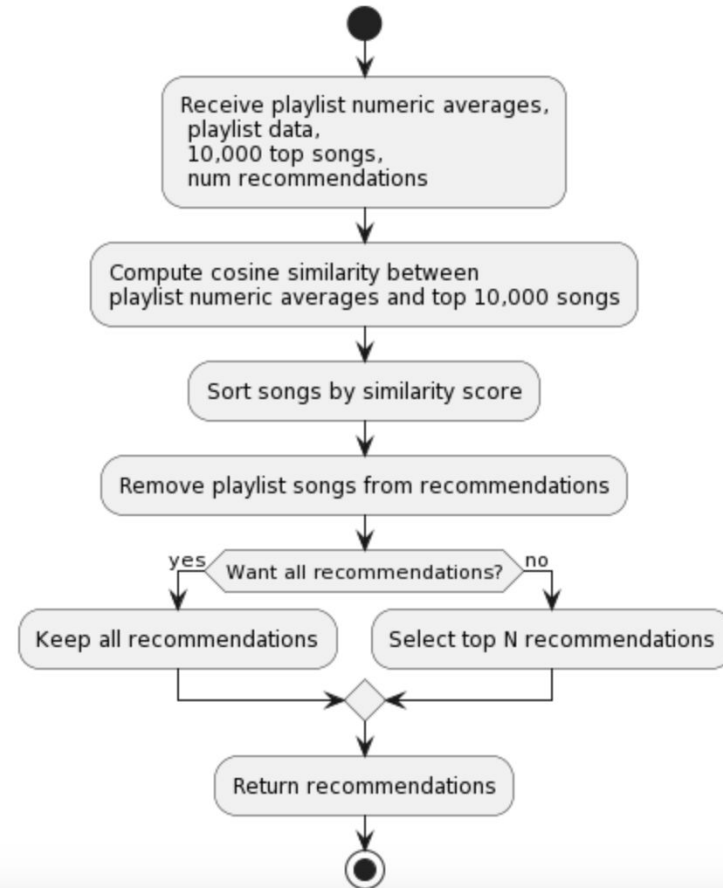 Receive playlist numeric averages,
playlist data,
10,000 top songs,
num recommendations
Compute cosine similarity between
playlist numeric averages and top 10,000 songs
Sort songs by similarity score
Remove playlist songs from recommendations
yes
Want all recommendations?
no
Keep all recommendations
Select top N recommendations
Return recommendations